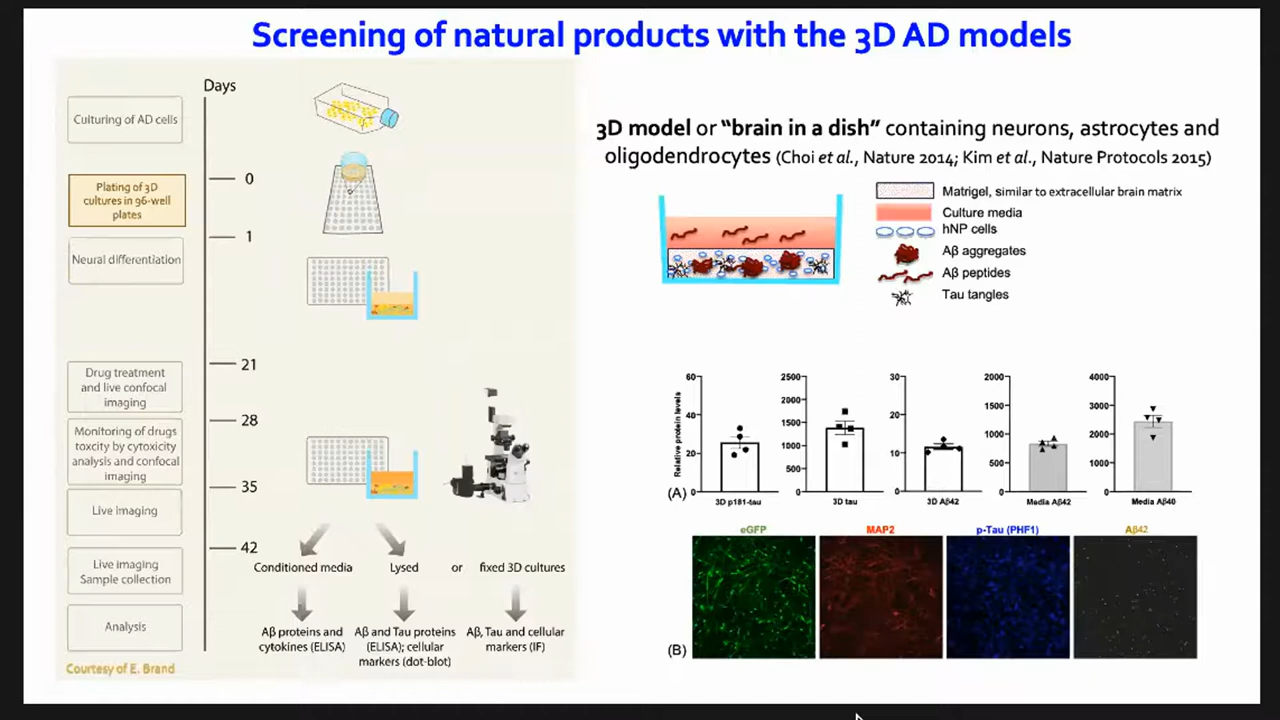 Screening of natural products with the 3D AD models
Days
Culturing of AD cells
0
Plating of 3D
cultures in 96-well
plates
1
Neural differentiation
21
Drug treatment
and live confocal
imaging
28
Monitoring of drugs
toxcity by cytoxicity
analysis and confocal
imaging
35
Live imaging
42
Live imaging
Sample collection
Analysis
Conditioned media
Lysed
or
fixed 3D cultures
Aβ proteins and
cytokines (ELISA)
Aβ and Tau proteins
(ELISA); cellular
markers (dot-blot)
Aβ, Tau and cellular
markers (IF)
Courtesy of E. Brand
3D model or “brain in a dish” containing neurons, astrocytes and
oligodendrocytes (Choi et al., Nature 2014; Kim et al., Nature Protocols 2015)
Matrigel, similar to extracellular brain matrix
Culture media
hNP cells
Aβ aggregates
Aβ peptides
Tau tangles
(A)
Relative protein levels
60
40
20
0
3D p181-tau
2500
2000
1500
1000
500
0
3D tau
30
20
10
0
3D Aβ42
2000
1500
1000
500
0
Media Aβ42
4000
3000
2000
1000
0
Media Aβ40
eGFP
MAP2
p-Tau (PHF1)
Aβ42
(B)